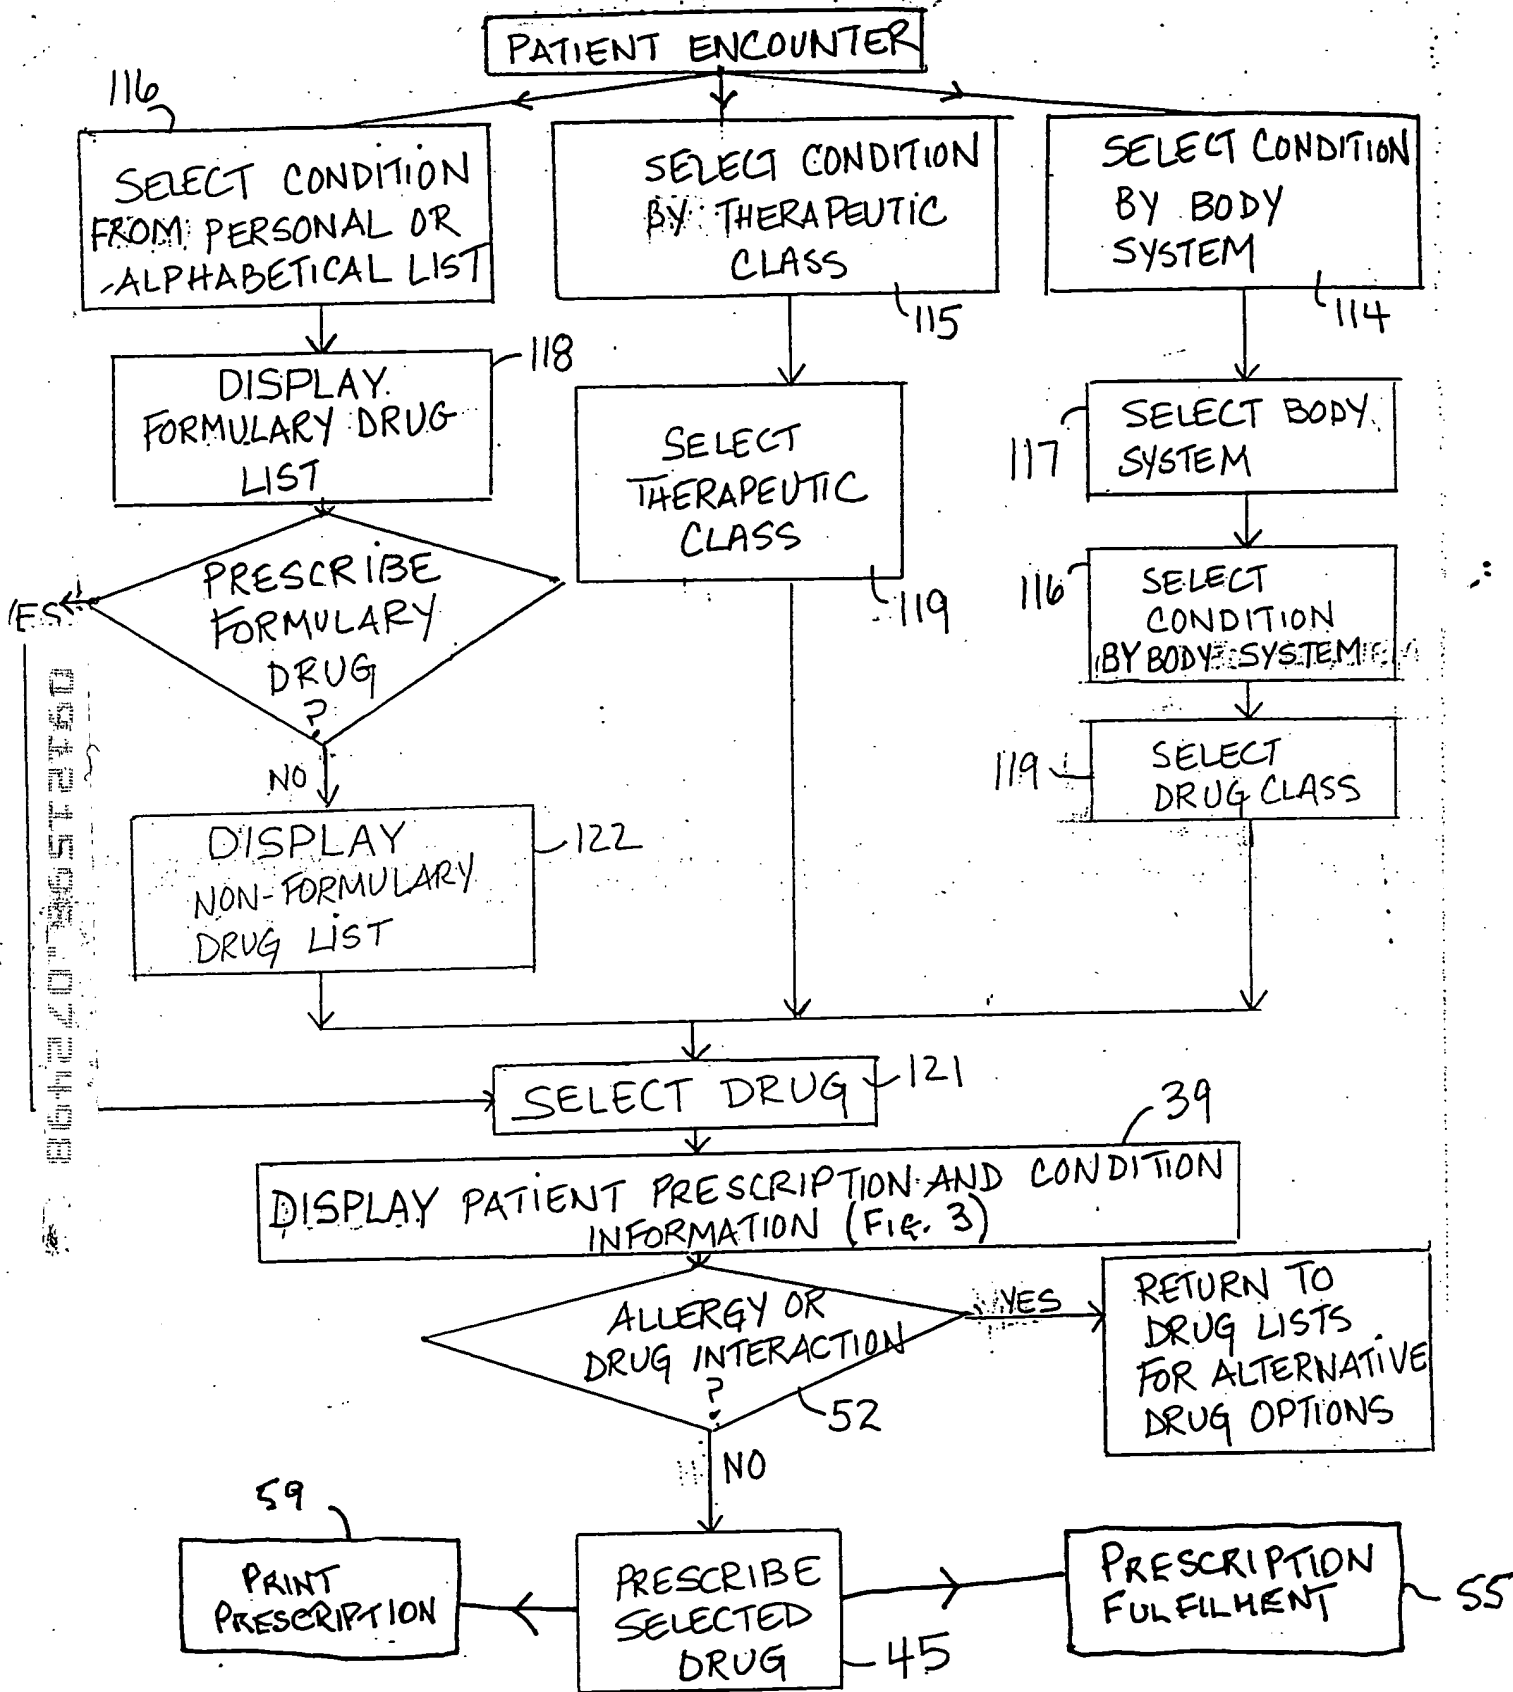 PATIENT ENCOUNTER
116
SELECT CONDITION
FROM PERSONAL OR
ALPHABETICAL LIST
SELECT CONDITION
BY THERAPEUTIC
CLASS
115
SELECT CONDITION
BY BODY
SYSTEM
114
DISPLAY
FORMULARY DRUG
LIST
118
SELECT
THERAPEUTIC
CLASS
119
117
SELECT BODY
SYSTEM
116
SELECT
CONDITION
BY BODY SYSTEM
119
SELECT
DRUG CLASS
PRESCRIBE
FORMULARY
DRUG
?
YES
NO
DISPLAY
NON-FORMULARY
DRUG LIST
122
SELECT DRUG
121
39
DISPLAY PATIENT PRESCRIPTION AND CONDITION
INFORMATION (FIG. 3)
ALLERGY OR
DRUG INTERACTION
?
52
YES
RETURN TO
DRUG LISTS
FOR ALTERNATIVE
DRUG OPTIONS
NO
59
PRINT
PRESCRIPTION
PRESCRIBE
SELECTED
DRUG
45
PRESCRIPTION
FULFILMENT
55